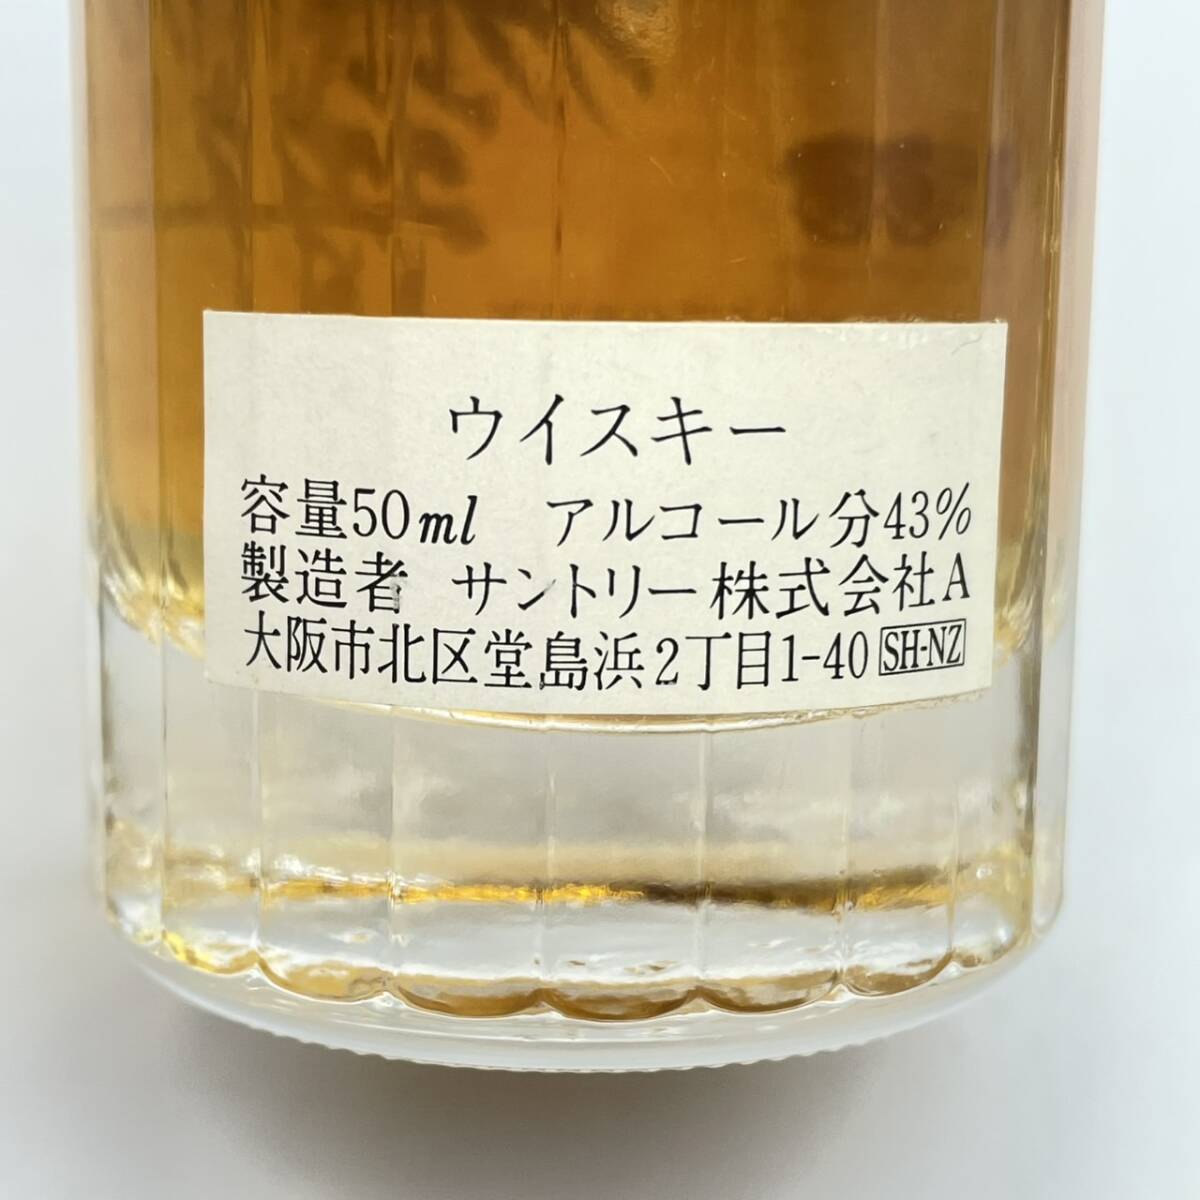 ウイスキー
容量50ml アルコール分43%
製造者 サントリー株式会社A
大阪市北区堂島浜2丁目1-40 SH-NZ